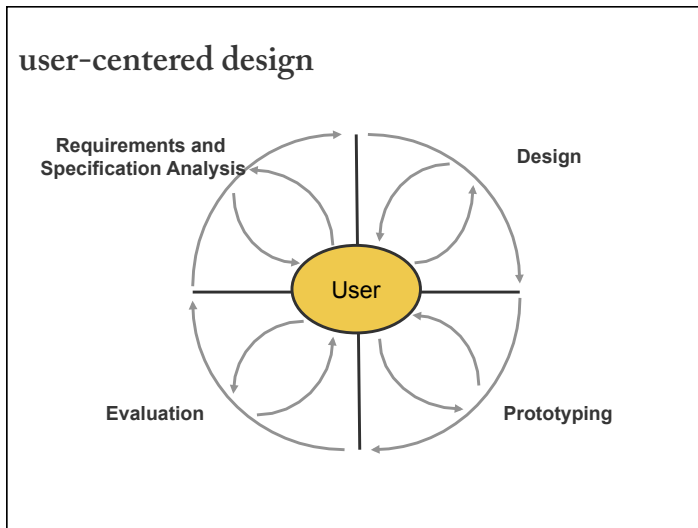 user-centered design
Requirements and
Specification Analysis
Design
User
Evaluation
Prototyping